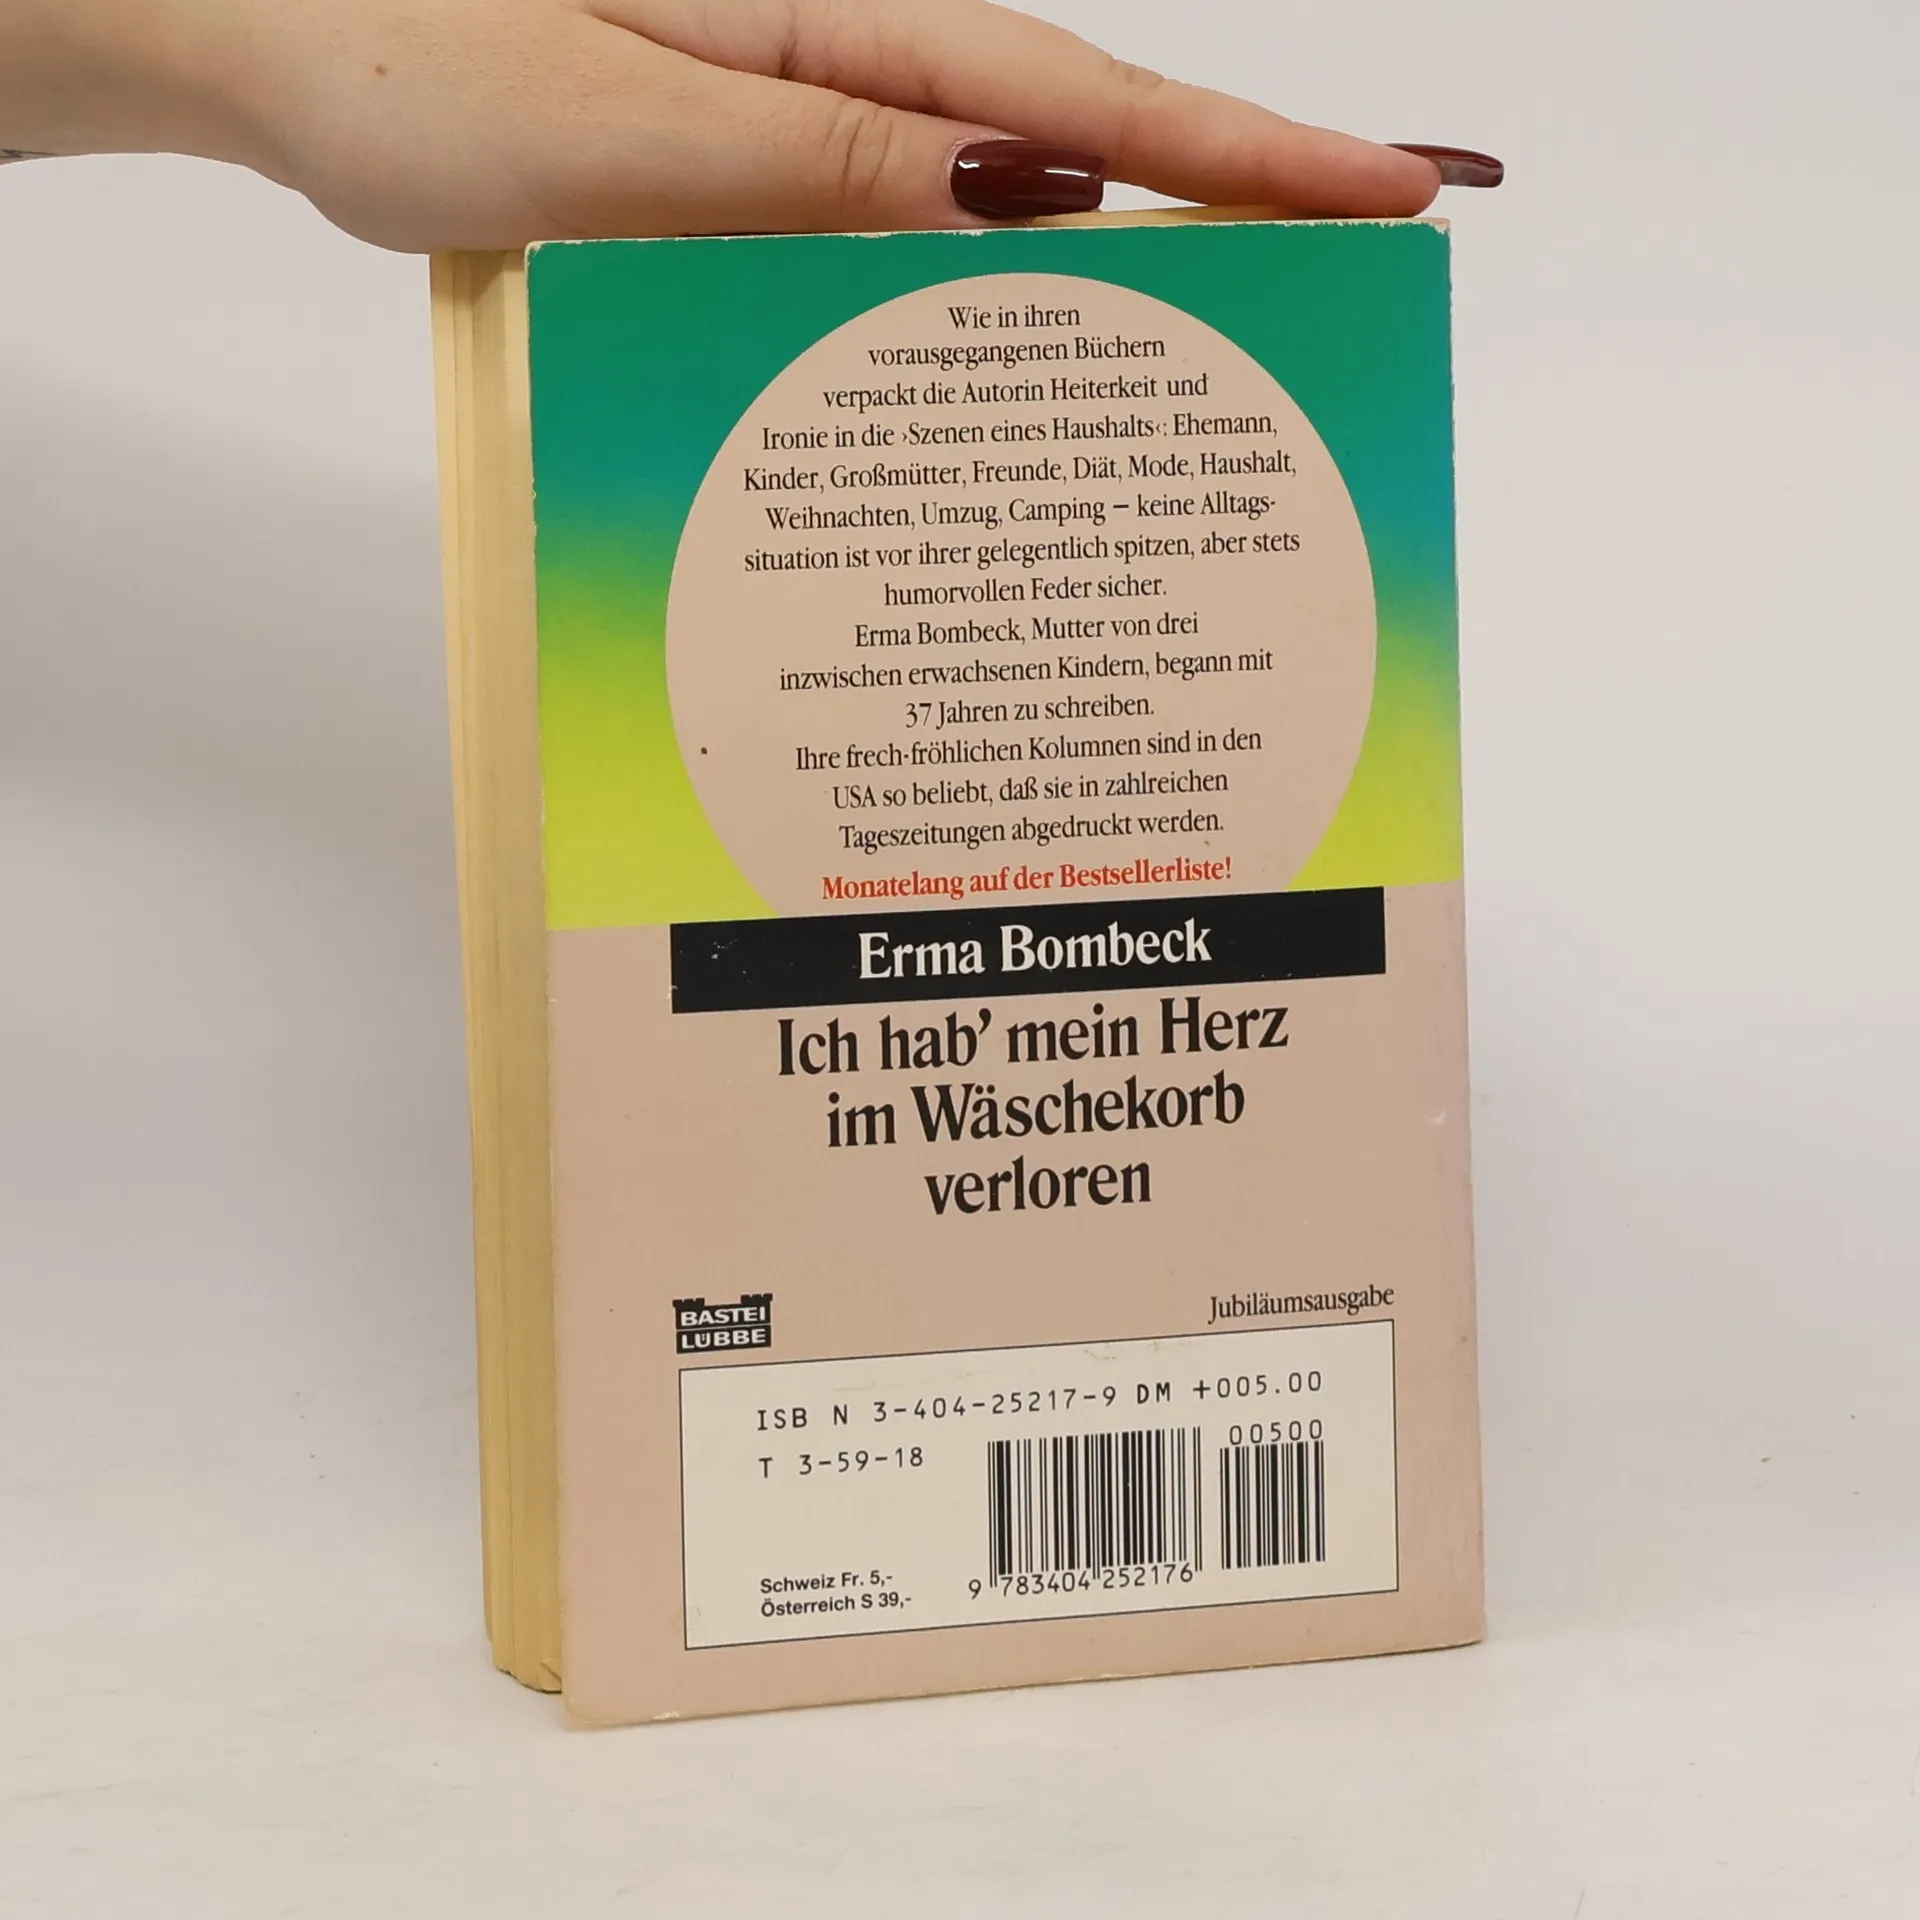 Wie in ihren
vorausgegangenen Büchern
verpackt die Autorin Heiterkeit und
Ironie in die ›Szenen eines Haushalts‹: Ehemann,
Kinder, Großmütter, Freunde, Diät, Mode, Haushalt,
Weihnachten, Umzug, Camping – keine Alltags-
situation ist vor ihrer gelegentlich spitzen, aber stets
humorvollen Feder sicher.
Erma Bombeck, Mutter von drei
inzwischen erwachsenen Kindern, begann mit
37 Jahren zu schreiben.
Ihre frech-fröhlichen Kolumnen sind in den
USA so beliebt, daß sie in zahlreichen
Tageszeitungen abgedruckt werden.
Monatelang auf der Bestsellerliste!
Erma Bombeck
Ich hab’ mein Herz
im Wäschekorb
verloren
BASTEI
LÜBBE
Jubiläumsausgabe
ISB N 3-404-25217-9 DM +005.00
T 3-59-18
00500
Schweiz Fr. 5,-
Österreich S 39,-
9 783404 252176